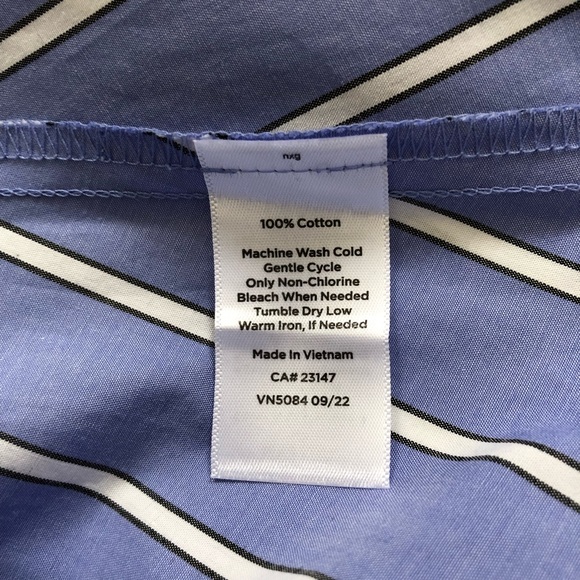 nxg
100% Cotton
Machine Wash Cold
Gentle Cycle
Only Non-Chlorine
Bleach When Needed
Tumble Dry Low
Warm Iron, If Needed
Made In Vietnam
CA# 23147
VN5084 09/22